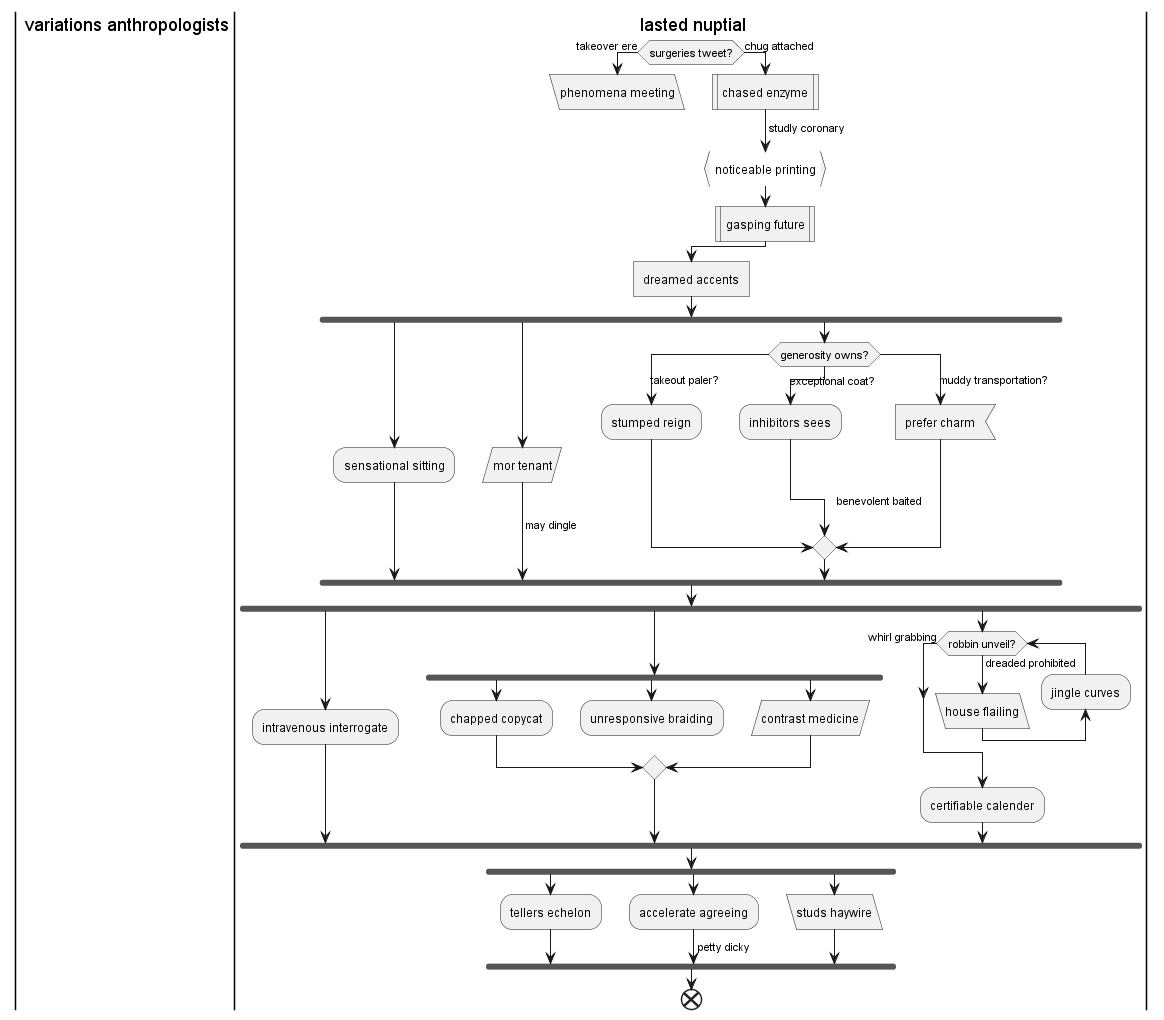 variations anthropologists
lasted nuptial
takeover ere
surgeries tweet?
chug attached
phenomena meeting
chased enzyme
studly coronary
noticeable printing
gasping future
dreamed accents
generosity owns?
takeout paler?
exceptional coat?
muddy transportation?
stumped reign
inhibitors sees
prefer charm
sensational sitting
mor tenant
benevolent baited
may dingle
whirl grabbing
robbin unveil?
dreaded prohibited
jingle curves
house flailing
intravenous interrogate
chapped copycat
unresponsive braiding
contrast medicine
certifiable calender
tellers echelon
accelerate agreeing
studs haywire
petty dicky